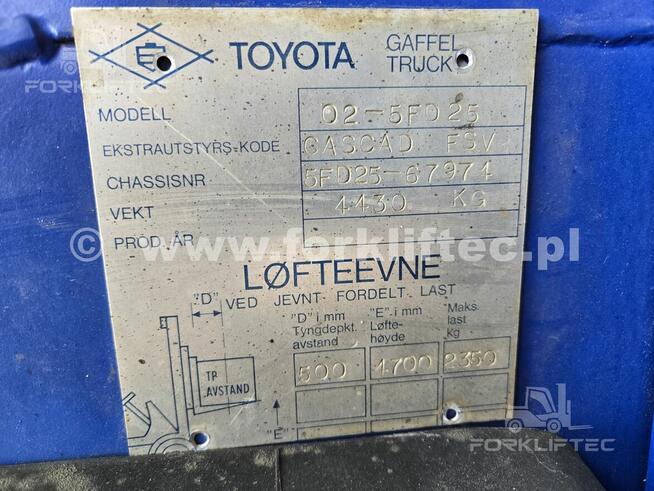 TOYOTA GAFFEL TRUCK
MODELL 02-5FD25
EKSTRAUTSTYRS-KODE GASCAD FSV
CHASSISNR 5FD25-67974
VEKT 4430 KG
PROD. ÅR
© www.forkliftec.pl
LØFTEEVNE
"D" VED JEVNT FORDELT LAST
"D" i mm Tyngdepkt. avstand
"E" i mm Løfte-høyde
Maks. last Kg
TP. AVSTAND
500 4700 2350
"E"
FORKLIFTEC
FORKLIFTEC